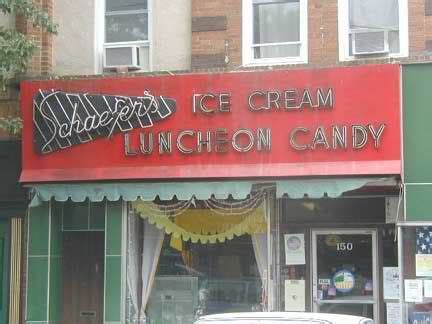 Schaefer's
ICE CREAM
LUNCHEON CANDY
150